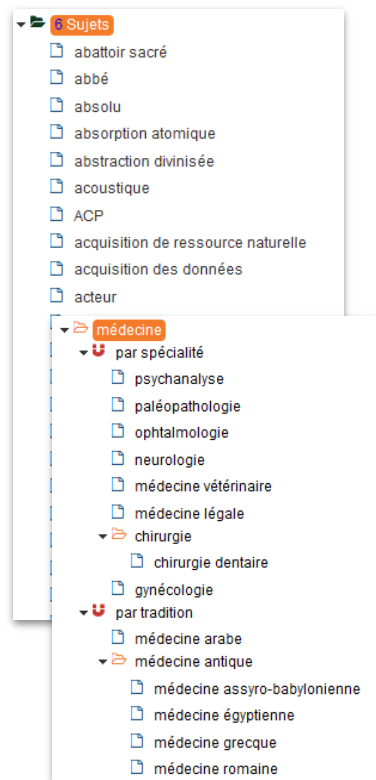 6 Sujets
abattoir sacré
abbé
absolu
absorption atomique
abstraction divinisée
acoustique
ACP
acquisition de ressource naturelle
acquisition des données
acteur
médecine
par spécialité
psychanalyse
paléopathologie
ophtalmologie
neurologie
médecine vétérinaire
médecine légale
chirurgie
chirurgie dentaire
gynécologie
par tradition
médecine arabe
médecine antique
médecine assyro-babylonienne
médecine égyptienne
médecine grecque
médecine romaine